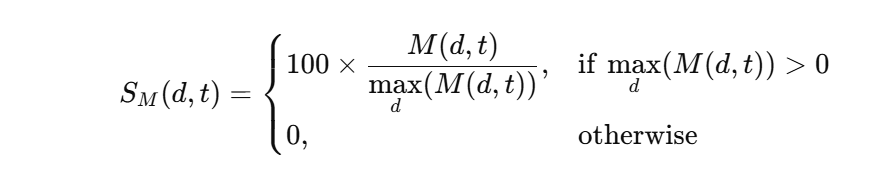 S_M(d, t) = { 100 × M(d, t) / max_d(M(d, t)), if max_d(M(d, t)) > 0
0, otherwise